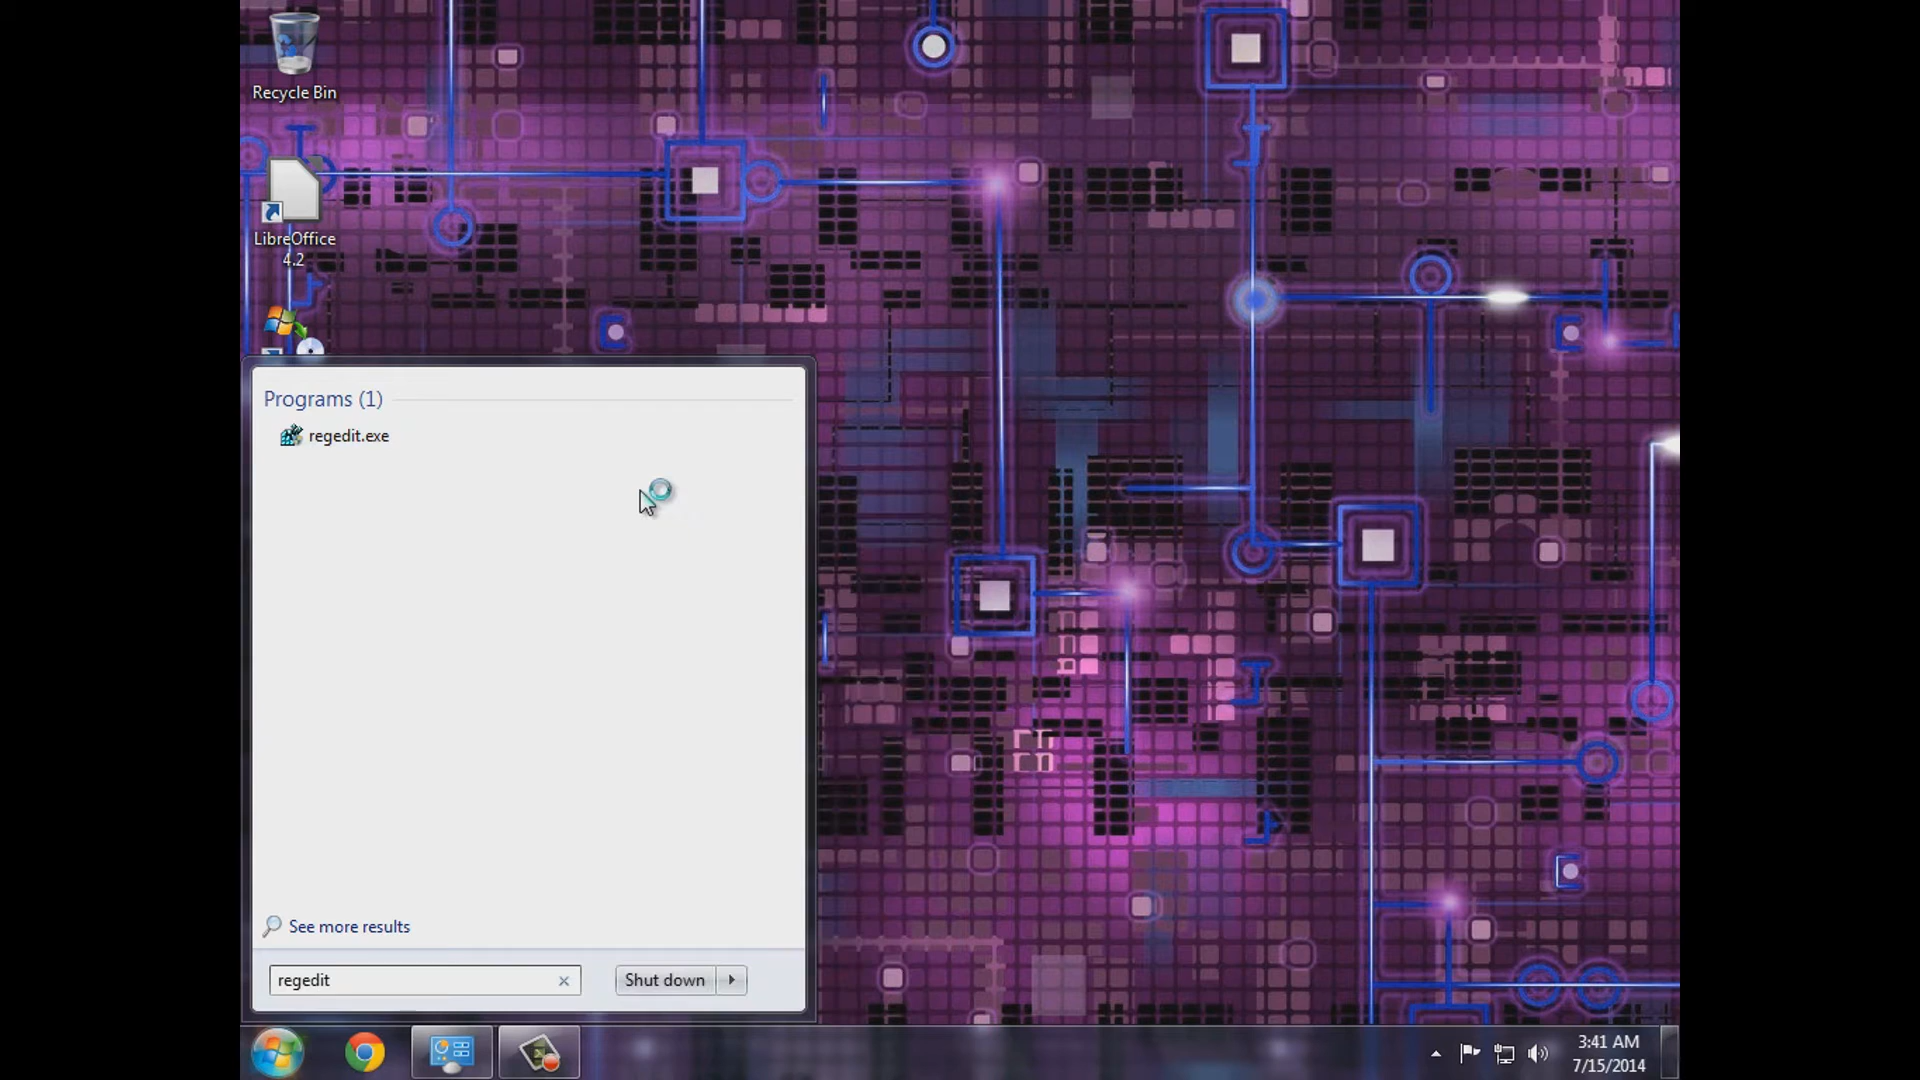 Recycle Bin
LibreOffice
4.2
Programs (1)
regedit.exe
See more results
regedit
Shut down
3:41 AM
7/15/2014